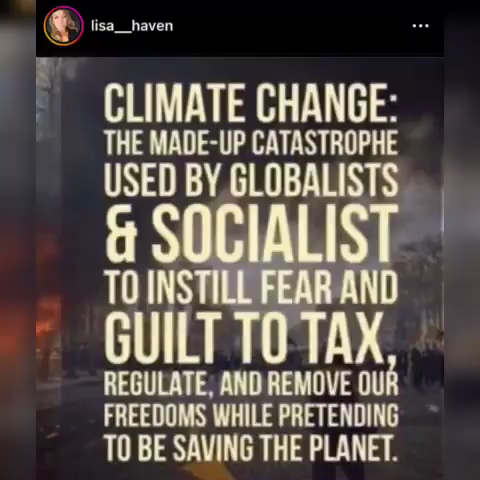 lisa__haven
CLIMATE CHANGE:
THE MADE-UP CATASTROPHE
USED BY GLOBALISTS
& SOCIALIST
TO INSTILL FEAR AND
GUILT TO TAX,
REGULATE, AND REMOVE OUR
FREEDOMS WHILE PRETENDING
TO BE SAVING THE PLANET.